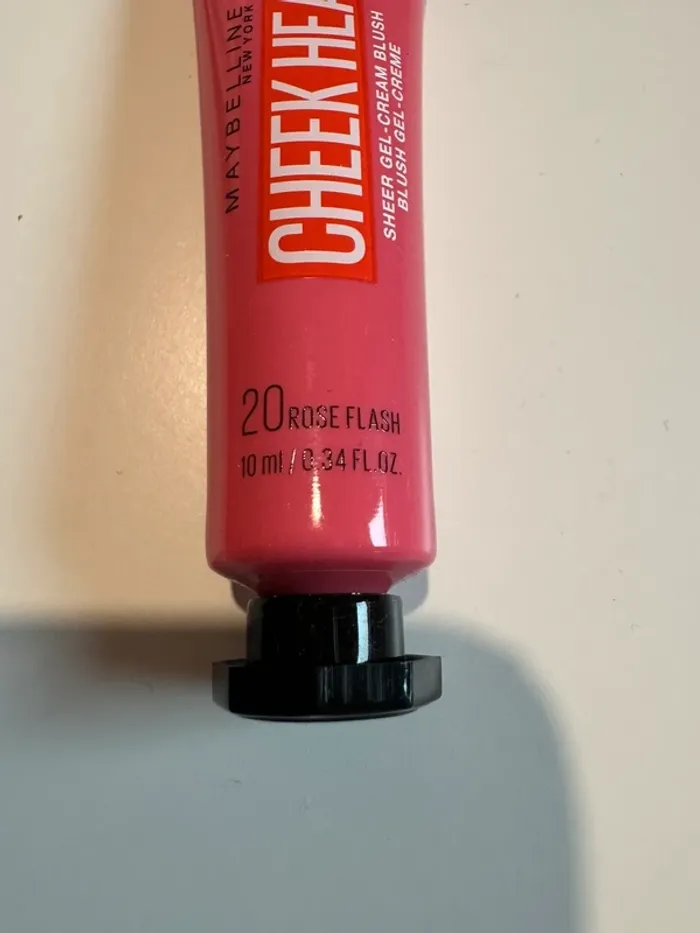 MAYBELLINE
NEW YORK
CHEEK HEA
SHEER GEL-CREAM BLUSH
BLUSH GEL-CREME
20 ROSE FLASH
10 ml / 0.34 FL.OZ.